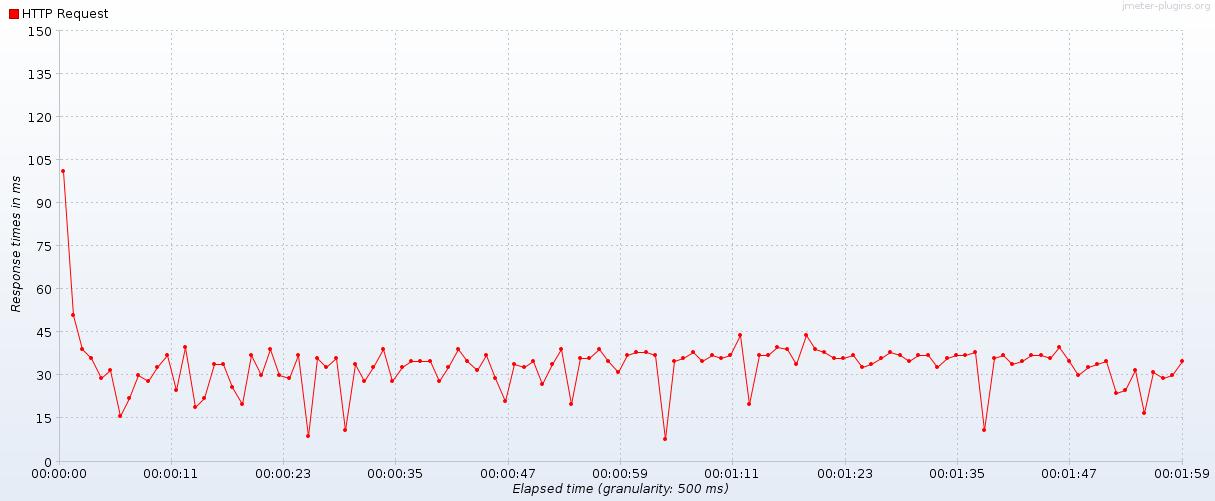 jmeter-plugins.org
HTTP Request
150
135
120
105
90
75
60
45
30
15
0
Response times in ms
00:00:00 00:00:11 00:00:23 00:00:35 00:00:47 00:00:59 00:01:11 00:01:23 00:01:35 00:01:47 00:01:59
Elapsed time (granularity: 500 ms)